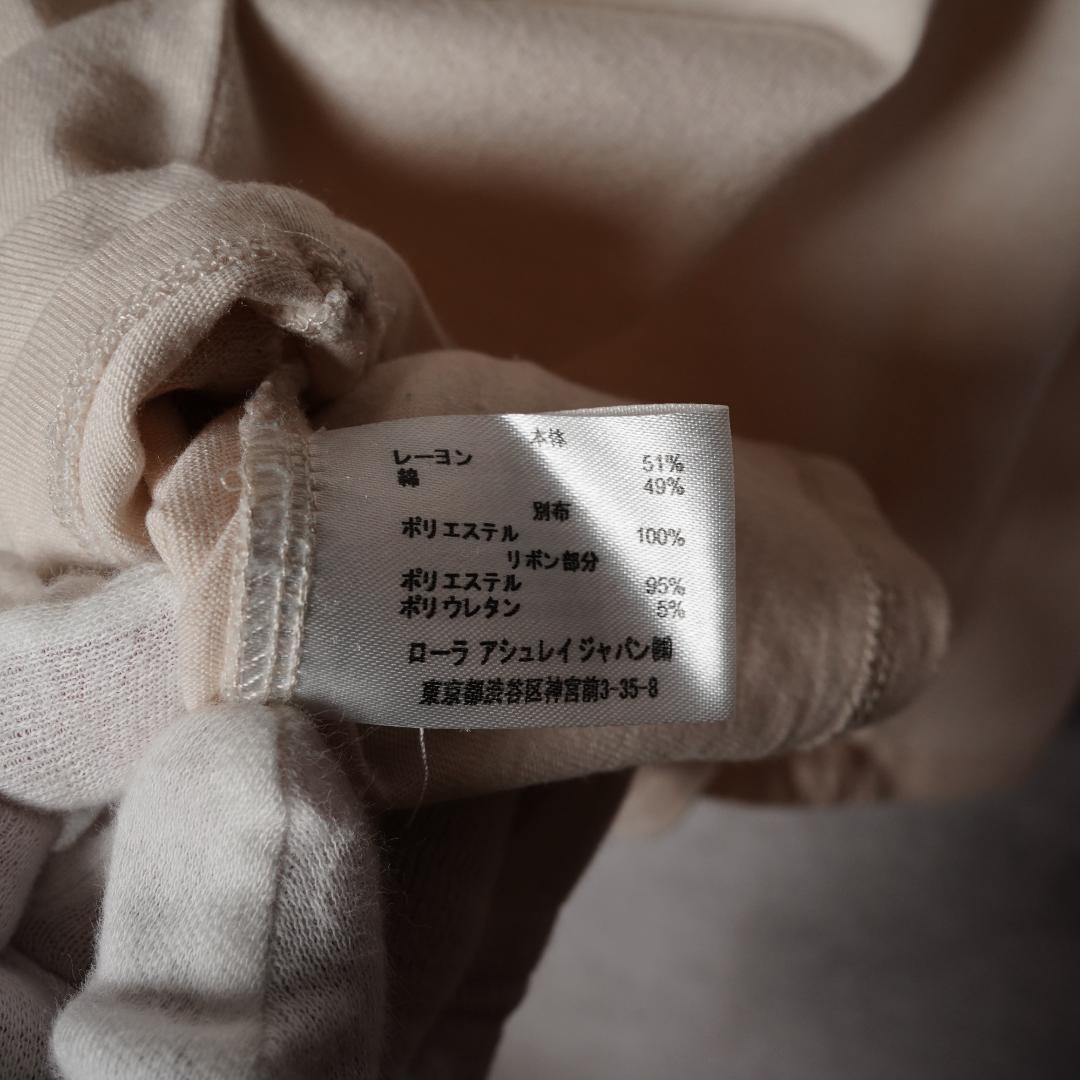 本体
レーヨン 51%
綿 49%
別布
ポリエステル 100%
リボン部分
ポリエステル 95%
ポリウレタン 5%
ローラ アシュレイジャパン㈱
東京都渋谷区神宮前3-35-8